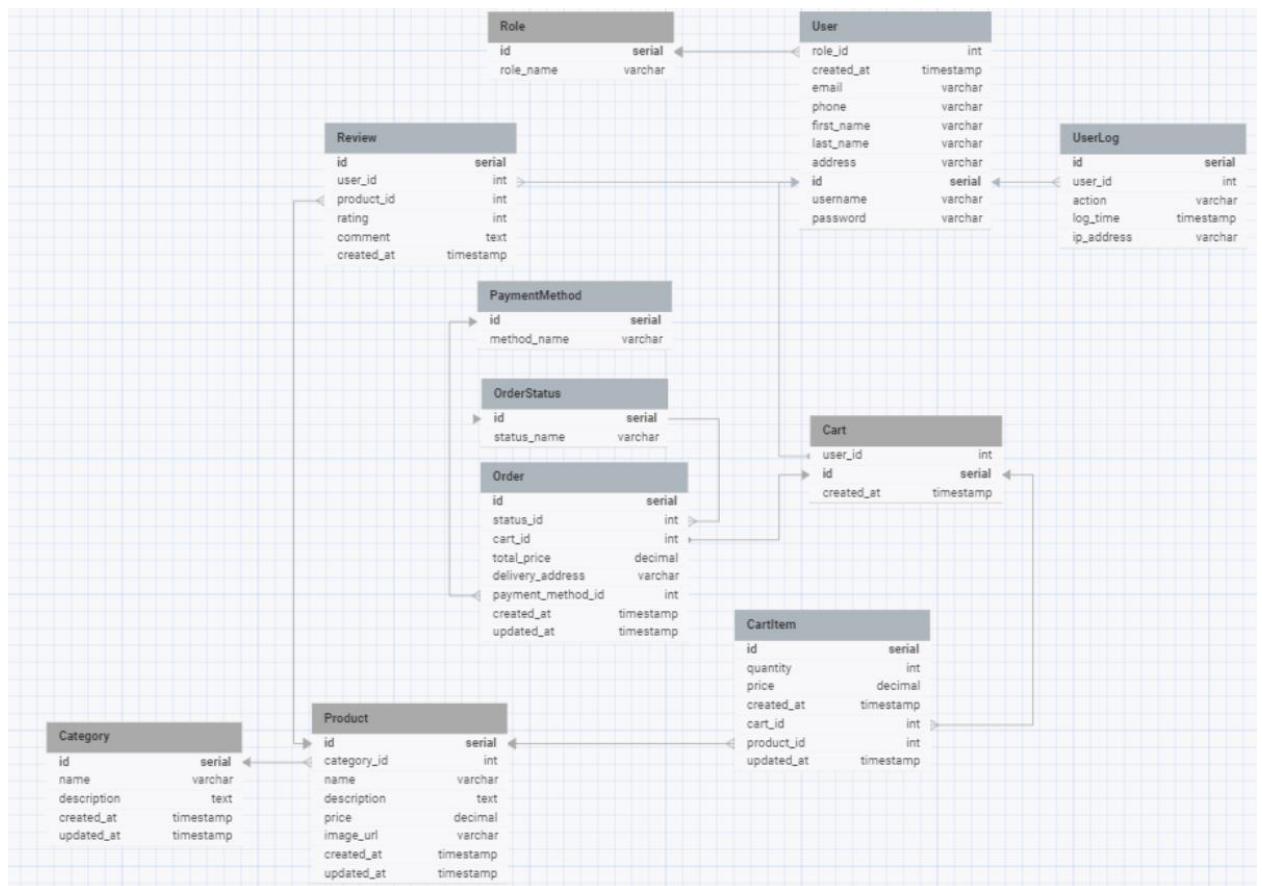 Role
id serial
role_name varchar
User
role_id int
created_at timestamp
email varchar
phone varchar
first_name varchar
last_name varchar
address varchar
id serial
username varchar
password varchar
Review
id serial
user_id int
product_id int
rating int
comment text
created_at timestamp
UserLog
id serial
user_id int
action varchar
log_time timestamp
ip_address varchar
PaymentMethod
id serial
method_name varchar
OrderStatus
id serial
status_name varchar
Order
id serial
status_id int
cart_id int
total_price decimal
delivery_address varchar
payment_method_id int
created_at timestamp
updated_at timestamp
Cart
user_id int
id serial
created_at timestamp
CartItem
id serial
quantity int
price decimal
created_at timestamp
cart_id int
product_id int
updated_at timestamp
Category
id serial
name varchar
description text
created_at timestamp
updated_at timestamp
Product
id serial
category_id int
name varchar
description text
price decimal
image_url varchar
created_at timestamp
updated_at timestamp